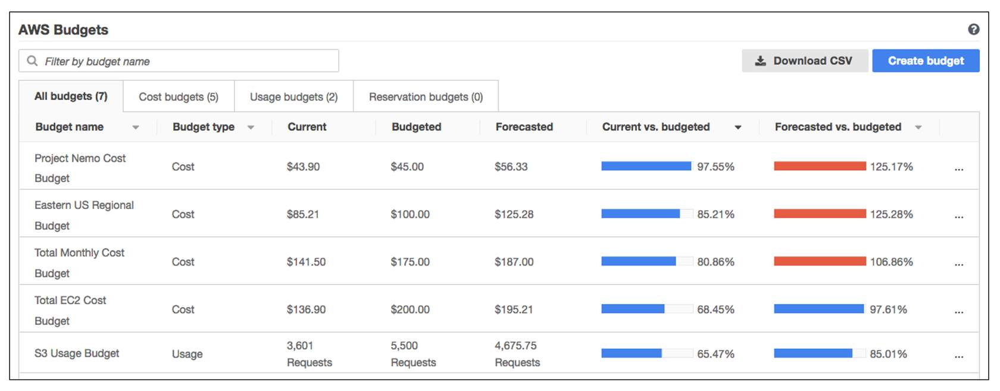 AWS Budgets
?
Filter by budget name
Download CSV
Create budget
All budgets (7)
Cost budgets (5)
Usage budgets (2)
Reservation budgets (0)
Budget name
Budget type
Current
Budgeted
Forecasted
Current vs. budgeted
Forecasted vs. budgeted
Project Nemo Cost
Budget
Cost
$43.90
$45.00
$56.33
97.55%
125.17%
...
Eastern US Regional
Budget
Cost
$85.21
$100.00
$125.28
85.21%
125.28%
...
Total Monthly Cost
Budget
Cost
$141.50
$175.00
$187.00
80.86%
106.86%
...
Total EC2 Cost
Budget
Cost
$136.90
$200.00
$195.21
68.45%
97.61%
...
S3 Usage Budget
Usage
3,601
Requests
5,500
Requests
4,675.75
Requests
65.47%
85.01%
...